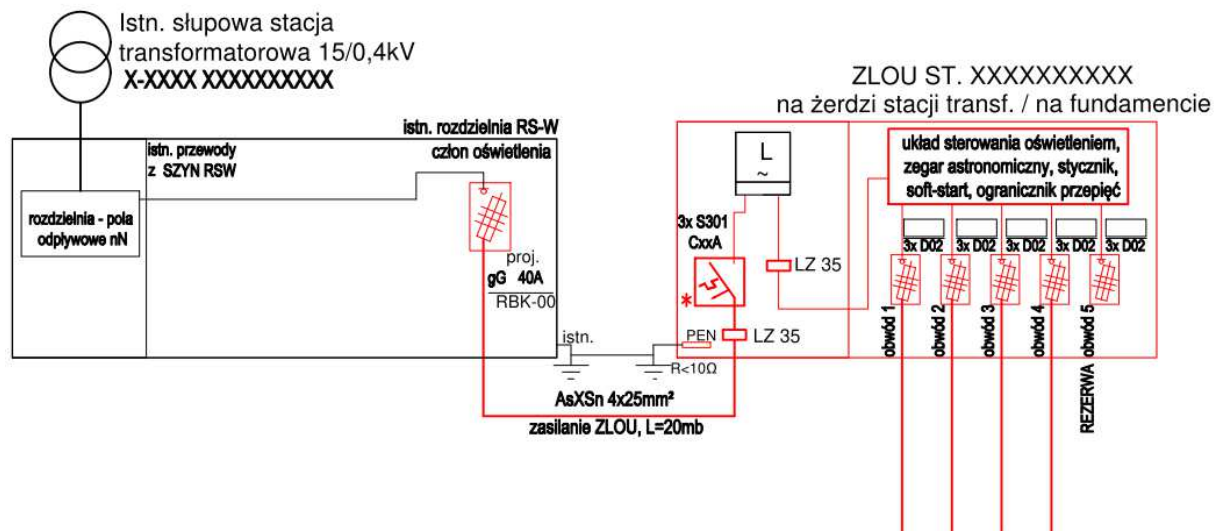 Istn. słupowa stacja
transformatorowa 15/0,4kV
X-XXXX XXXXXXXXXX
istn. rozdzielnia RS-W
człon oświetlenia
istn. przewody
z SZYN RSW
rozdzielnia - pola
odpływowe nN
proj.
gG 40A
RBK-00
istn.
R<10Ω
AsXSn 4x25mm²
zasilanie ZLOU, L=20mb
ZLOU ST. XXXXXXXXXX
na żerdzi stacji transf. / na fundamencie
L
~
3x S301
CxxA
*
LZ 35
PEN
LZ 35
układ sterowania oświetleniem,
zegar astronomiczny, stycznik,
soft-start, ogranicznik przepięć
3x D02
3x D02
3x D02
3x D02
3x D02
obwód 1
obwód 2
obwód 3
obwód 4
REZERWA obwód 5